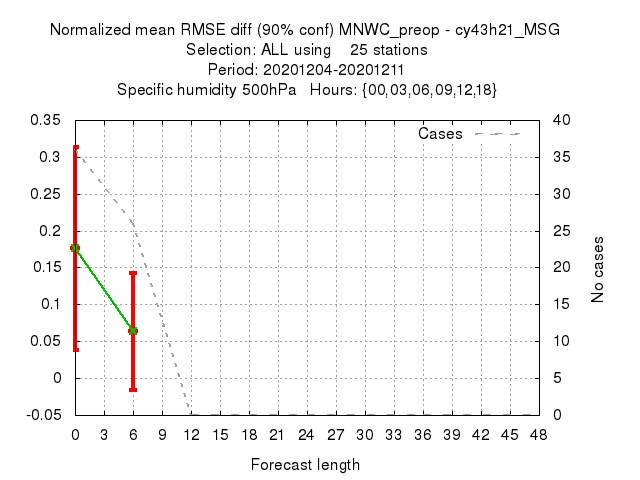 Normalized mean RMSE diff (90% conf) MNWC_preop - cy43h21_MSG
Selection: ALL using    25 stations
Period: 20201204-20201211
Specific humidity 500hPa   Hours: {00,03,06,09,12,18}
0.35
0.3
0.25
0.2
0.15
0.1
0.05
0
-0.05
Cases
40
35
30
25
20
15
10
5
0
No cases
0 3 6 9 12 15 18 21 24 27 30 33 36 39 42 45 48
Forecast length